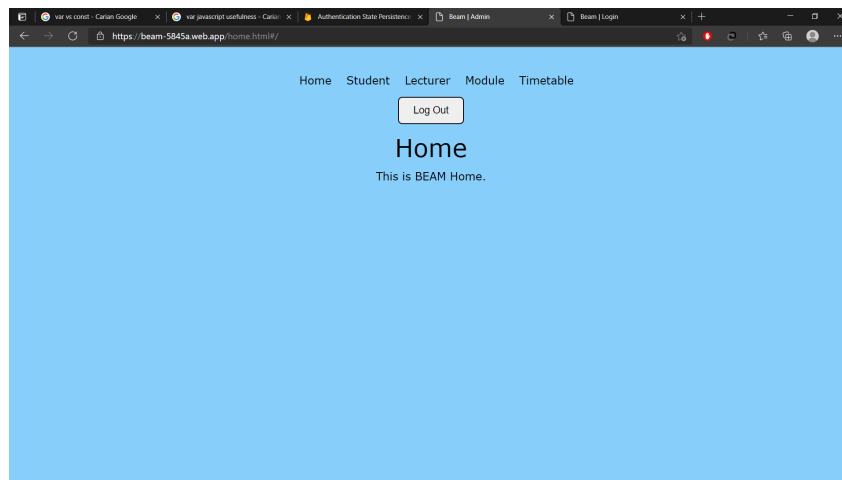 var vs const - Carian Google
var javascript usefulness - Carian
Authentication State Persistence
Beam | Admin
Beam | Login
https://beam-5845a.web.app/home.html#/
Home Student Lecturer Module Timetable
Log Out
Home
This is BEAM Home.